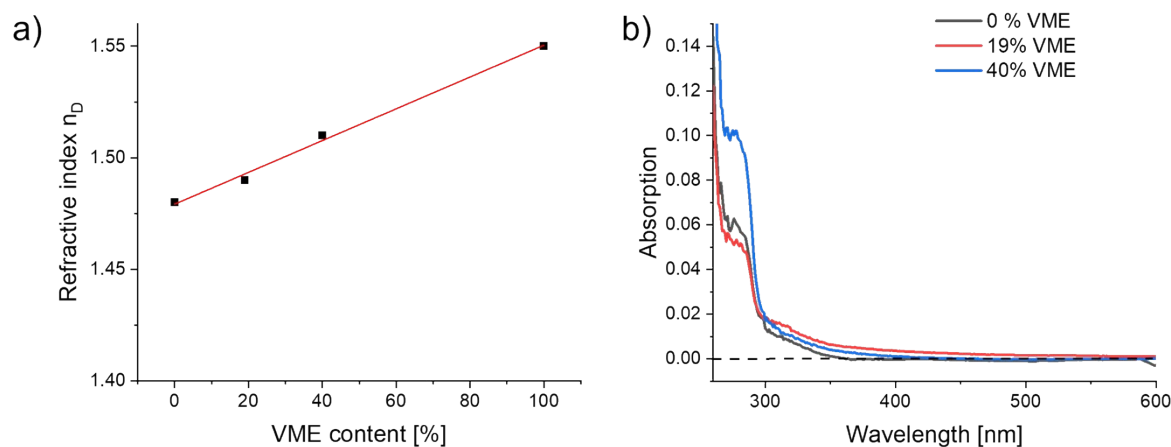 a)
Refractive index n_D
1.55
1.50
1.45
1.40
0
20
40
60
80
100
VME content [%]
b)
0 % VME
19% VME
40% VME
Absorption
0.14
0.12
0.10
0.08
0.06
0.04
0.02
0.00
300
400
500
600
Wavelength [nm]